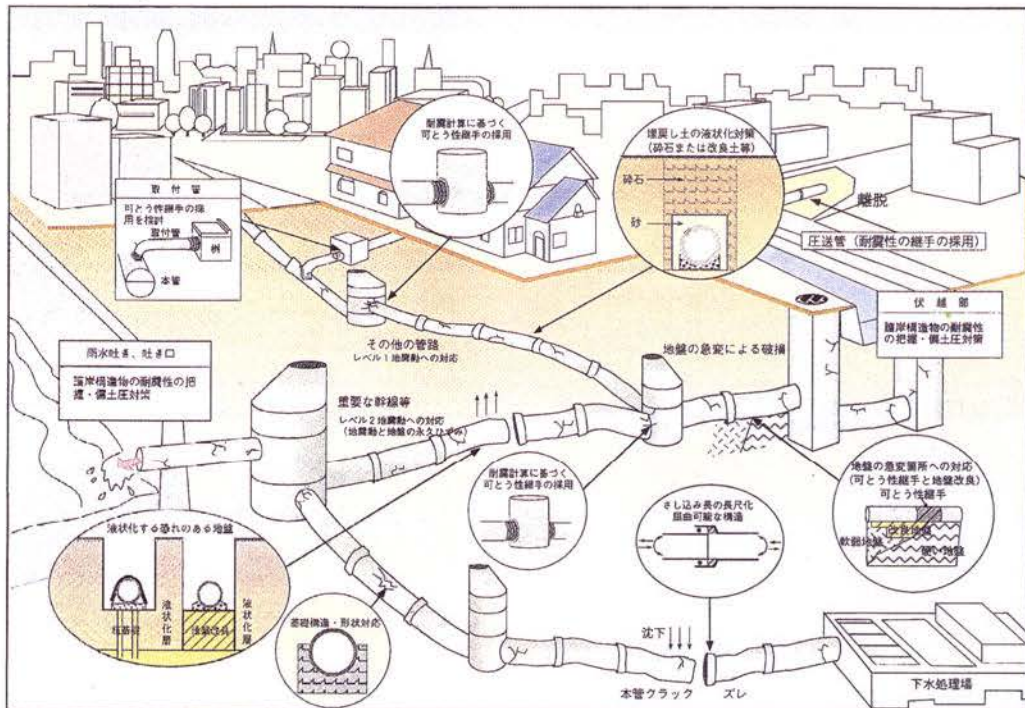 耐震計算に基づく
可とう性継手の採用
埋戻し土の液状化対策
(砕石または改良土等)
砕石
砂
離脱
圧送管(耐震性の継手の採用)
取付管
可とう性継手の採
用を検討
取付管
桝
本管
伏越部
護岸構造物の耐震性
の把握・偏土圧対策
その他の管路
レベル1地震動への対応
地盤の急変による破損
雨水吐き、吐き口
護岸構造物の耐震性の把
握・偏土圧対策
重要な幹線等
レベル2地震動への対応
(地震動と地盤の永久ひずみ)
耐震計算に基づく
可とう性継手の採用
地盤の急変箇所への対応
(可とう性継手と地盤改良)
可とう性継手
改良地盤
軟弱地盤
硬い地盤
さし込み長の長尺化
屈曲可能な構造
液状化する恐れのある地盤
液状化層
液状化層
杭基礎
地盤改良
基礎構造・形状対応
沈下
本管クラック
ズレ
下水処理場